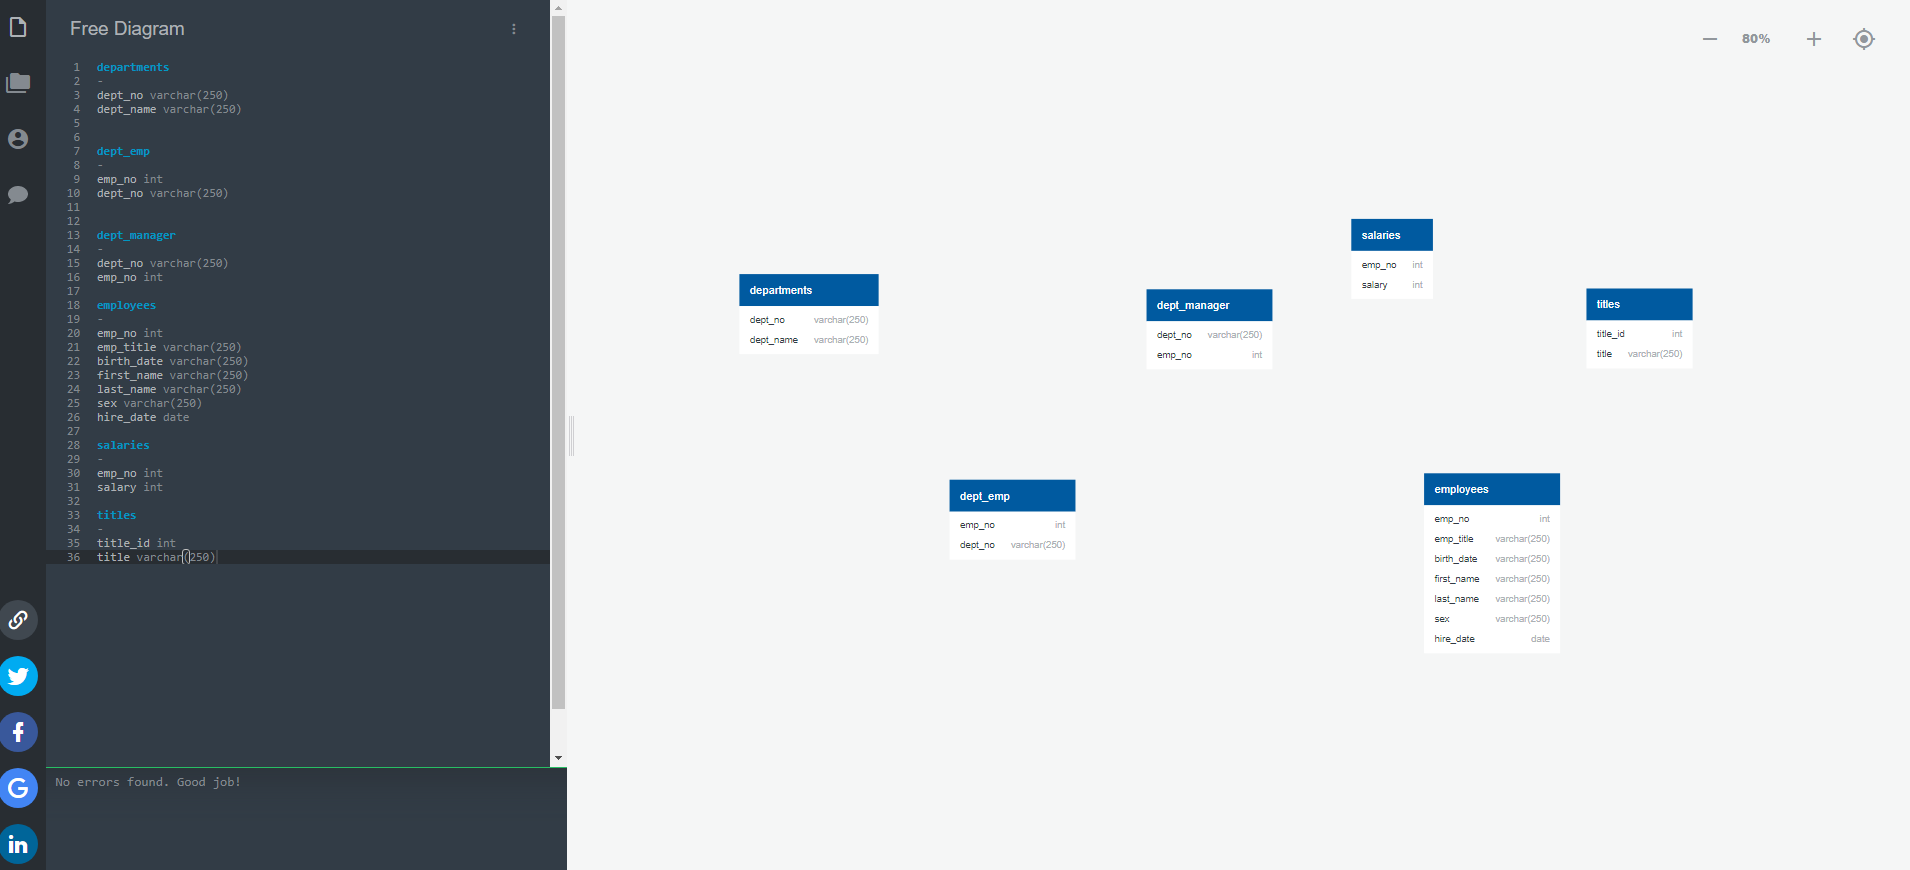 Free Diagram
1 departments
2 -
3 dept_no varchar(250)
4 dept_name varchar(250)
5
6
7 dept_emp
8 -
9 emp_no int
10 dept_no varchar(250)
11
12
13 dept_manager
14 -
15 dept_no varchar(250)
16 emp_no int
17
18 employees
19 -
20 emp_no int
21 emp_title varchar(250)
22 birth_date varchar(250)
23 first_name varchar(250)
24 last_name varchar(250)
25 sex varchar(250)
26 hire_date date
27
28 salaries
29 -
30 emp_no int
31 salary int
32
33 titles
34 -
35 title_id int
36 title varchar(250)
No errors found. Good job!
80%
departments
dept_no varchar(250)
dept_name varchar(250)
dept_manager
dept_no varchar(250)
emp_no int
salaries
emp_no int
salary int
titles
title_id int
title varchar(250)
dept_emp
emp_no int
dept_no varchar(250)
employees
emp_no int
emp_title varchar(250)
birth_date varchar(250)
first_name varchar(250)
last_name varchar(250)
sex varchar(250)
hire_date date
f
G
in